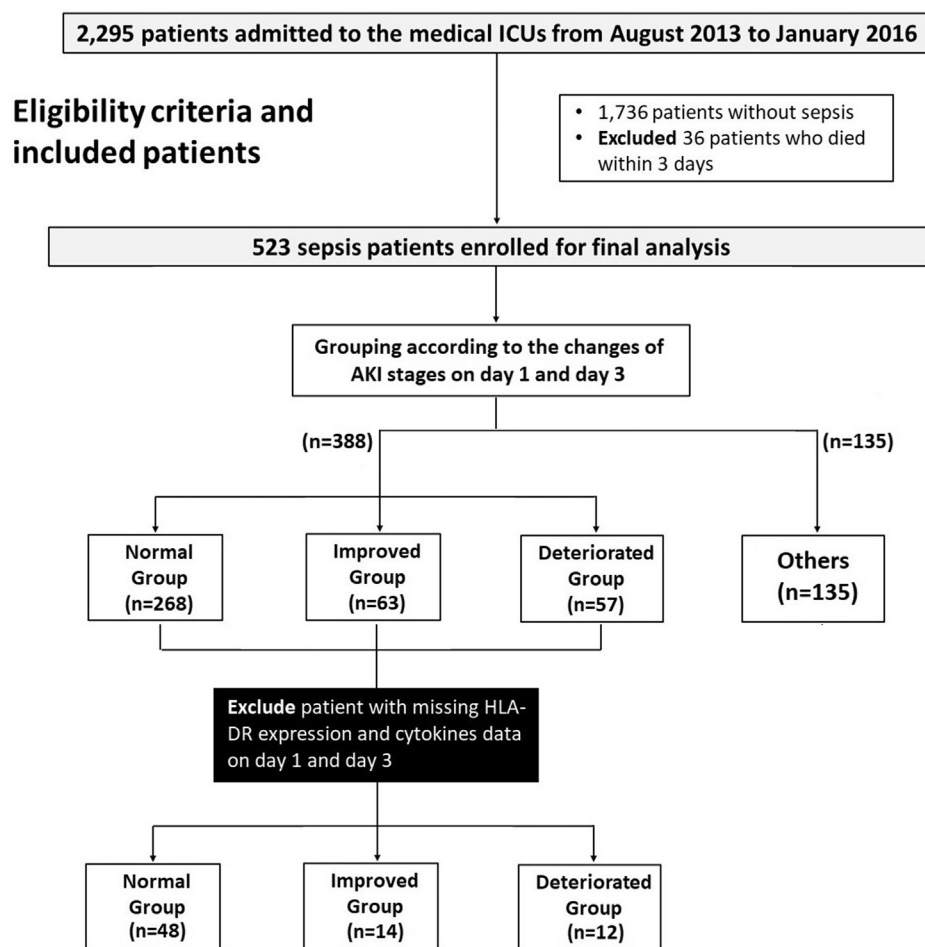 2,295 patients admitted to the medical ICUs from August 2013 to January 2016
Eligibility criteria and
included patients
• 1,736 patients without sepsis
• Excluded 36 patients who died
within 3 days
523 sepsis patients enrolled for final analysis
Grouping according to the changes of
AKI stages on day 1 and day 3
(n=388)
(n=135)
Normal
Group
(n=268)
Improved
Group
(n=63)
Deteriorated
Group
(n=57)
Others
(n=135)
Exclude patient with missing HLA-
DR expression and cytokines data
on day 1 and day 3
Normal
Group
(n=48)
Improved
Group
(n=14)
Deteriorated
Group
(n=12)